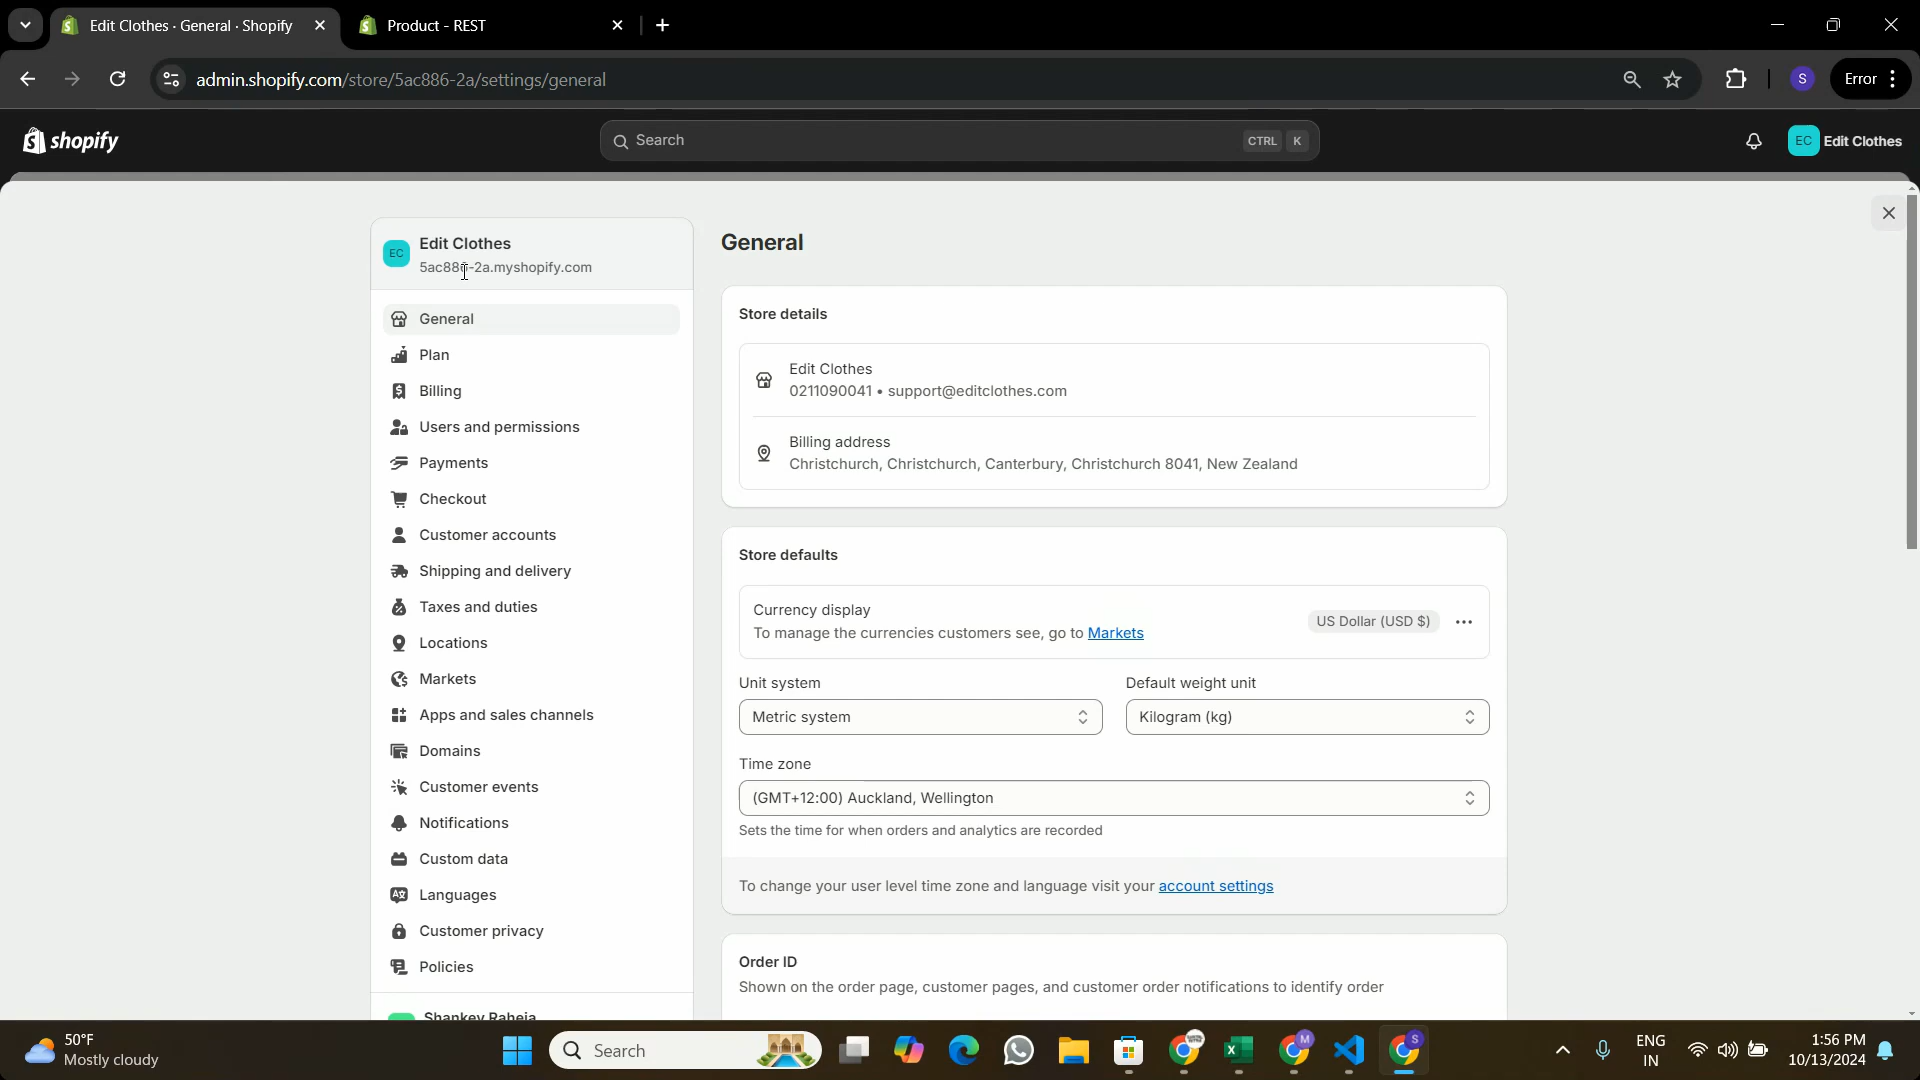 Edit Clothes · General · Shopify
Product - REST
admin.shopify.com/store/5ac886-2a/settings/general
S
Error
shopify
Search
CTRL K
EC
Edit Clothes
EC
Edit Clothes
5ac886-2a.myshopify.com
General
Plan
Billing
Users and permissions
Payments
Checkout
Customer accounts
Shipping and delivery
Taxes and duties
Locations
Markets
Apps and sales channels
Domains
Customer events
Notifications
Custom data
Languages
Customer privacy
Policies
Shankey Raheja
General
Store details
Edit Clothes
0211090041 • support@editclothes.com
Billing address
Christchurch, Christchurch, Canterbury, Christchurch 8041, New Zealand
Store defaults
Currency display
To manage the currencies customers see, go to Markets
US Dollar (USD $)
Unit system
Default weight unit
Metric system
Kilogram (kg)
Time zone
(GMT+12:00) Auckland, Wellington
Sets the time for when orders and analytics are recorded
To change your user level time zone and language visit your account settings
Order ID
Shown on the order page, customer pages, and customer order notifications to identify order
50°F
Mostly cloudy
Search
M
S
ENG
IN
1:56 PM
10/13/2024